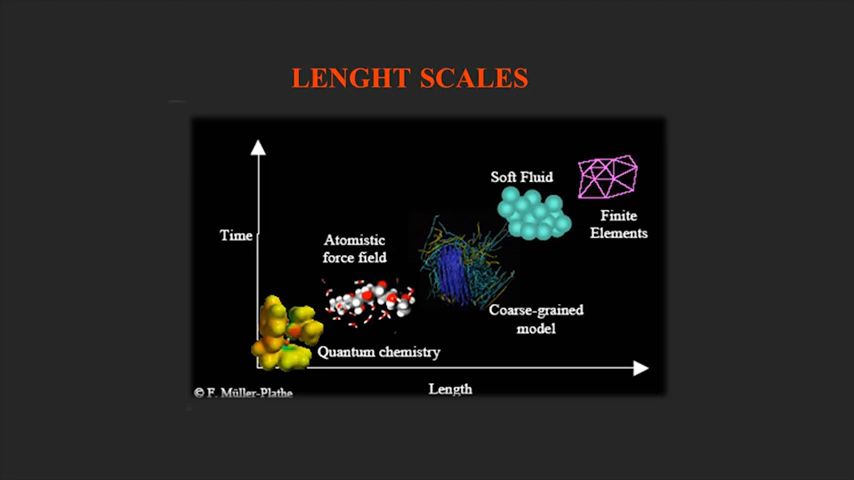 LENGHT SCALES
Soft Fluid
Finite
Elements
Time
Atomistic
force field
Coarse-grained
model
Quantum chemistry
Length
© F. Müller-Plathe